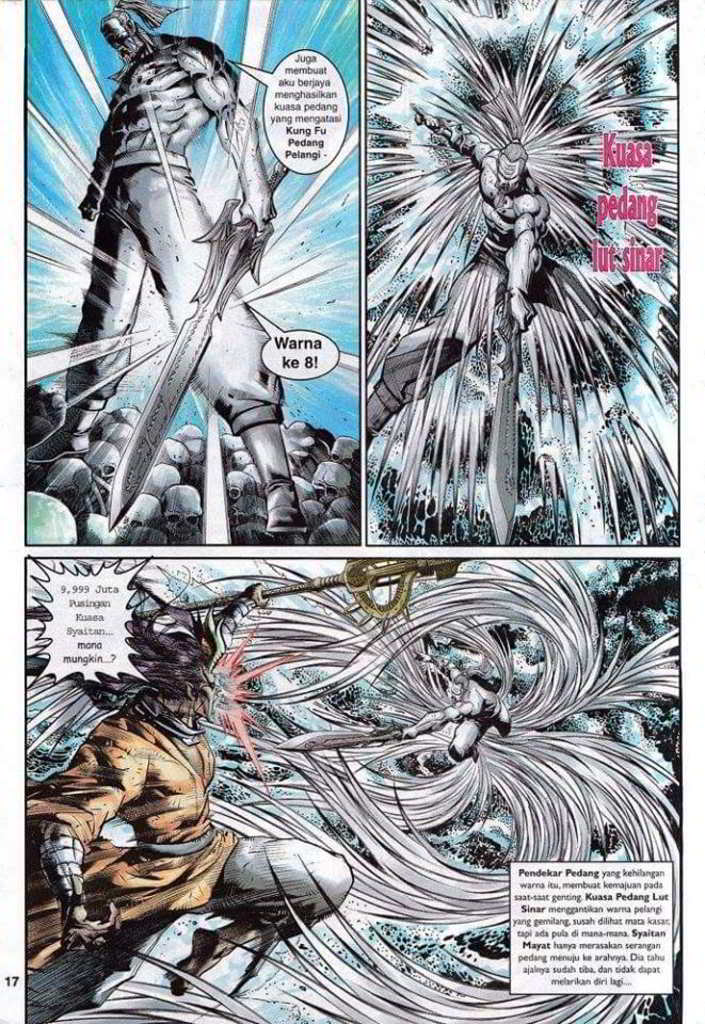 Juga
membuat
aku berjaya
menghasilkan
kuasa pedang
yang mengatasi
Kung Fu
Pedang
Pelangi -
Warna
ke 8!
Kuasa
pedang
lut sinar
9,999 Juta
Pusingan
Kuasa
Syaitan...
mana
mungkin...?
Pendekar Pedang yang kehilangan
warna itu, membuat kemajuan pada
saat-saat genting. Kuasa Pedang Lut
Sinar menggantikan warna pelangi
yang gemilang, susah dilihat mata kasar,
tapi ada pula di mana-mana. Syaitan
Mayat hanya merasakan serangan
pedang menuju ke arahnya. Dia tahu
ajalnya sudah tiba, dan tidak dapat
melarikan diri lagi....
17